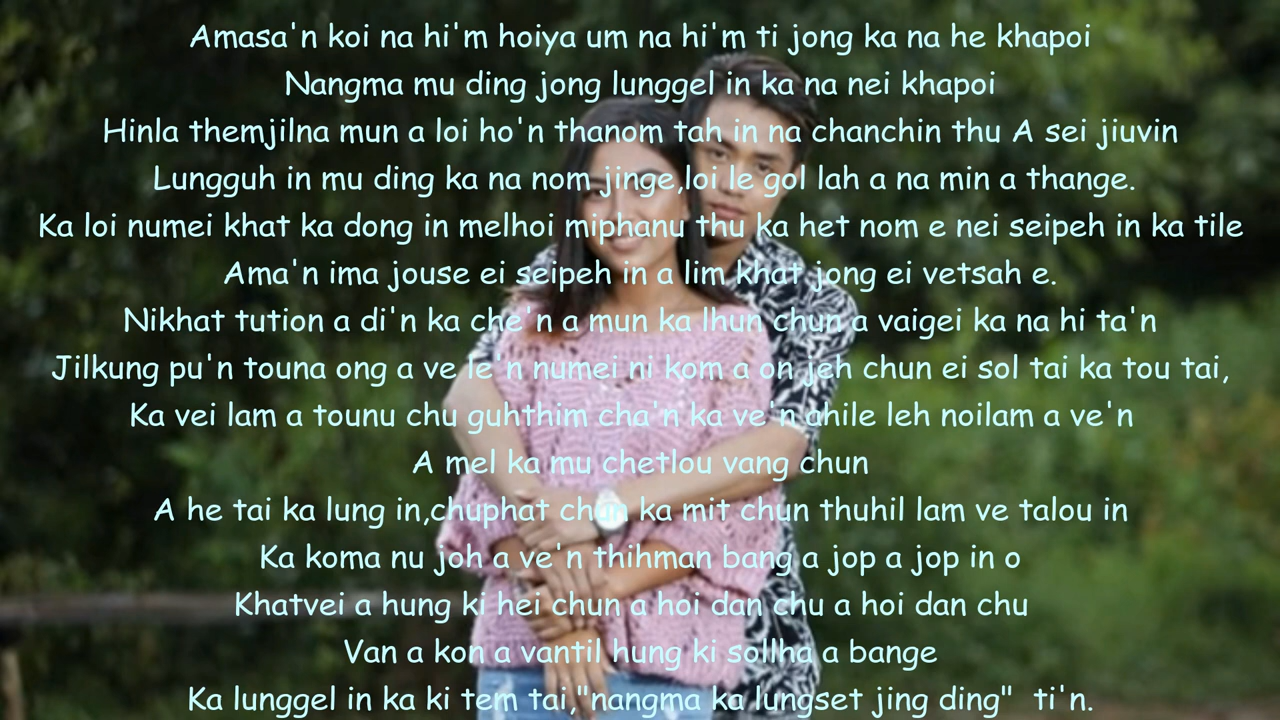 Amasa'n koi na hi'm hoiya um na hi'm ti jong ka na he khapoi
Nangma mu ding jong lunggel in ka na nei khapoi
Hinla themjilna mun a loi ho'n thanom tah in na chanchin thu A sei jiuvin
Lungguh in mu ding ka na nom jinge,loi le gol lah a na min a thange.
Ka loi numei khat ka dong in melhoi miphanu thu ka het nom e nei seipeh in ka tile
Ama'n ima jouse ei seipeh in a lim khat jong ei vetsah e.
Nikhat tution a di'n ka che'n a mun ka lhun chun a vaigei ka na hi ta'n
Jilkung pu'n touna ong a ve le'n numei ni kom a on jeh chun ei sol tai ka tou tai,
Ka vei lam a tounu chu guhthim cha'n ka ve'n ahile leh noilam a ve'n
A mel ka mu chetlou vang chun
A he tai ka lung in,chuphat chun ka mit chun thuhil lam ve talou in
Ka koma nu joh a ve'n thihman bang a jop a jop in o
Khatvei a hung ki hei chun a hoi dan chu a hoi dan chu
Van a kon a vantil hung ki sollha a bange
Ka lunggel in ka ki tem tai,"nangma ka lungset jing ding"  ti'n.